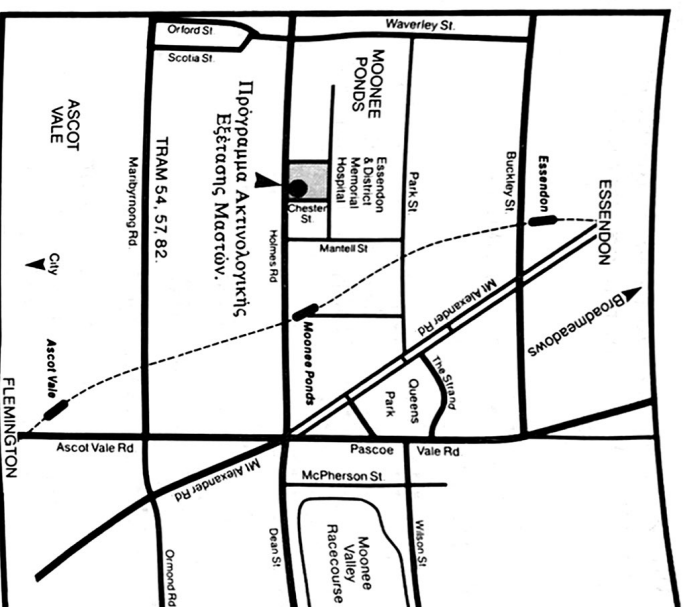 Orford St
Scotia St.
Waverley St.
MOONEE
PONDS
Πρόγραμμα Ακτινολογικής
Εξέτασης Μαστών.
ASCOT
VALE
TRAM 54, 57, 82.
Maribyrnong Rd.
Essendon
& District
Memorial
Hospital
Park St.
Buckley St.
Essendon
ESSENDON
Chester
St.
Holmes Rd
Mantell St
City
Mt Alexander Rd
Broadmeadows
Moonee Ponds
Ascot Vale
The Strand
Queens
Park
FLEMINGTON
Ascot Vale Rd
Pascoe
Vale Rd
Mt Alexander Rd
McPherson St.
Moonee
Valley
Racecourse
Wilson St
Dean St
Ormond Rd